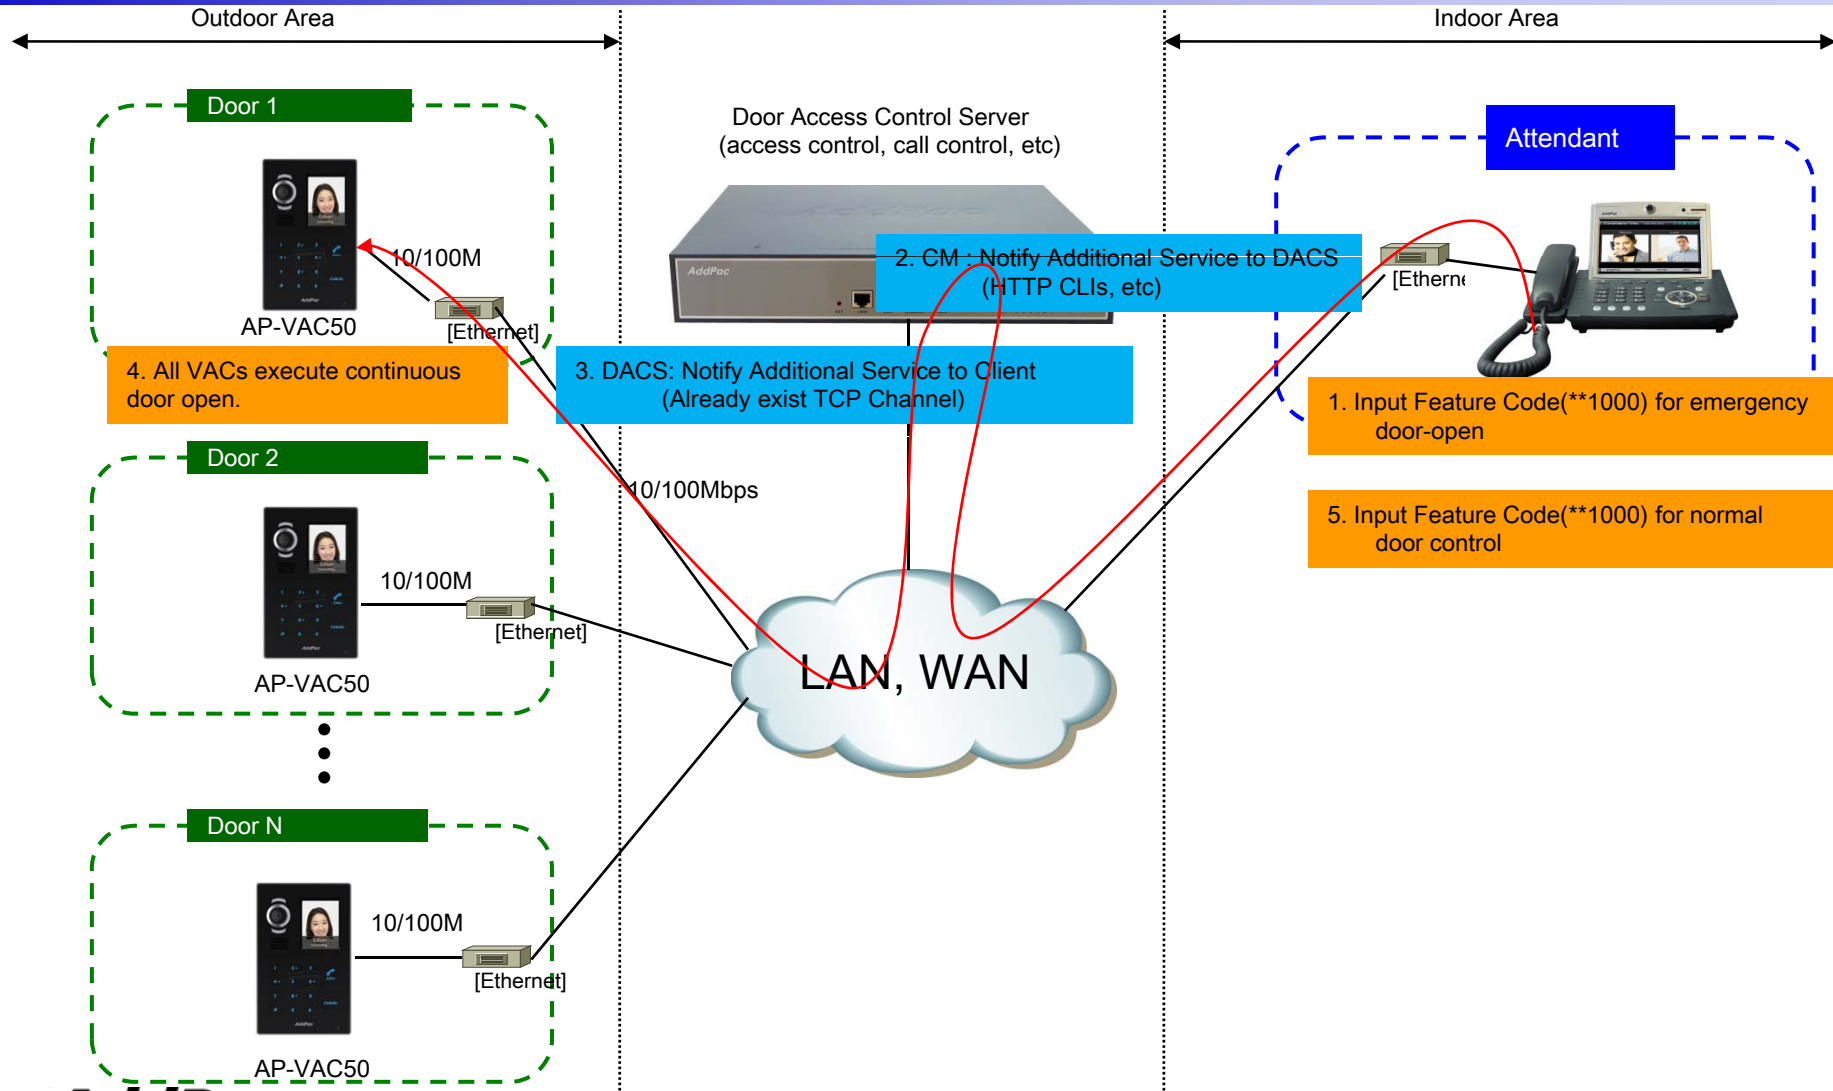 Outdoor Area
Indoor Area
Door 1
10/100M
AP-VAC50
[Ethernet]
4. All VACs execute continuous
door open.
Door Access Control Server
(access control, call control, etc)
AddPac
2. CM : Notify Additional Service to DACS
(HTTP CLIs, etc)
3. DACS: Notify Additional Service to Client
(Already exist TCP Channel)
Attendant
[Etherne
1. Input Feature Code(**1000) for emergency
door-open
5. Input Feature Code(**1000) for normal
door control
Door 2
10/100Mbps
10/100M
[Ethernet]
AP-VAC50
LAN, WAN
Door N
10/100M
[Ethernet]
AP-VAC50